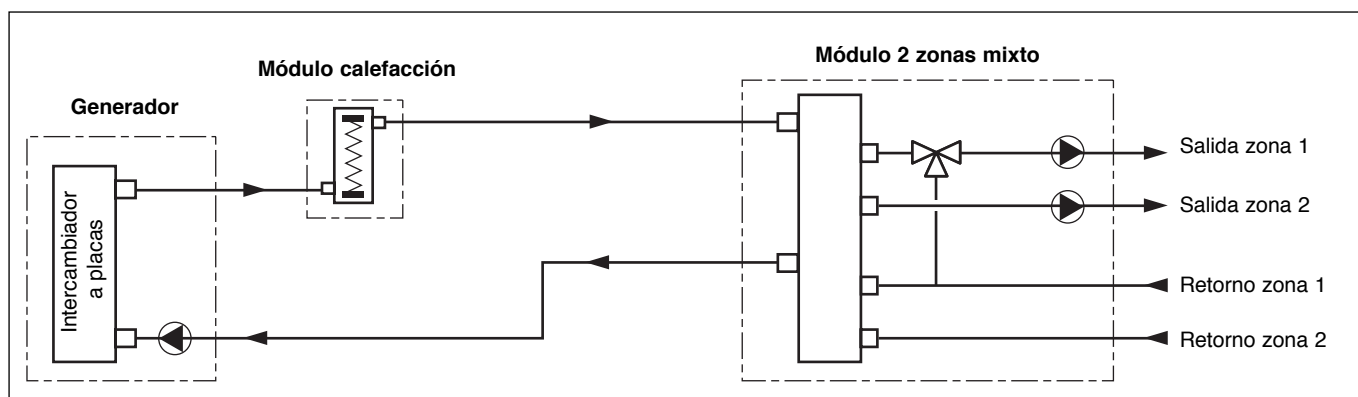 Módulo 2 zonas mixto
Módulo calefacción
Generador
Intercambiador
a placas
Salida zona 1
Salida zona 2
Retorno zona 1
Retorno zona 2